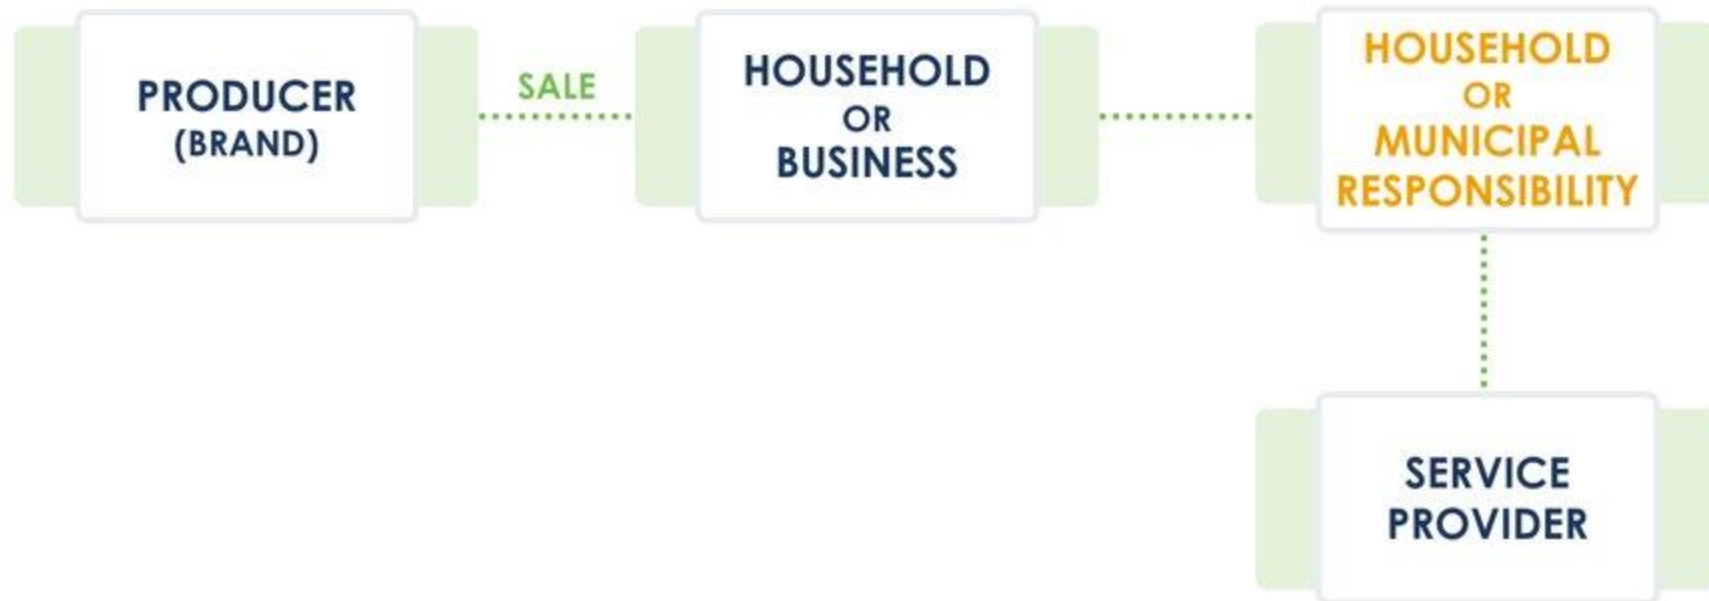 PRODUCER
(BRAND)
SALE
HOUSEHOLD
OR
BUSINESS
HOUSEHOLD
OR
MUNICIPAL
RESPONSIBILITY
SERVICE
PROVIDER